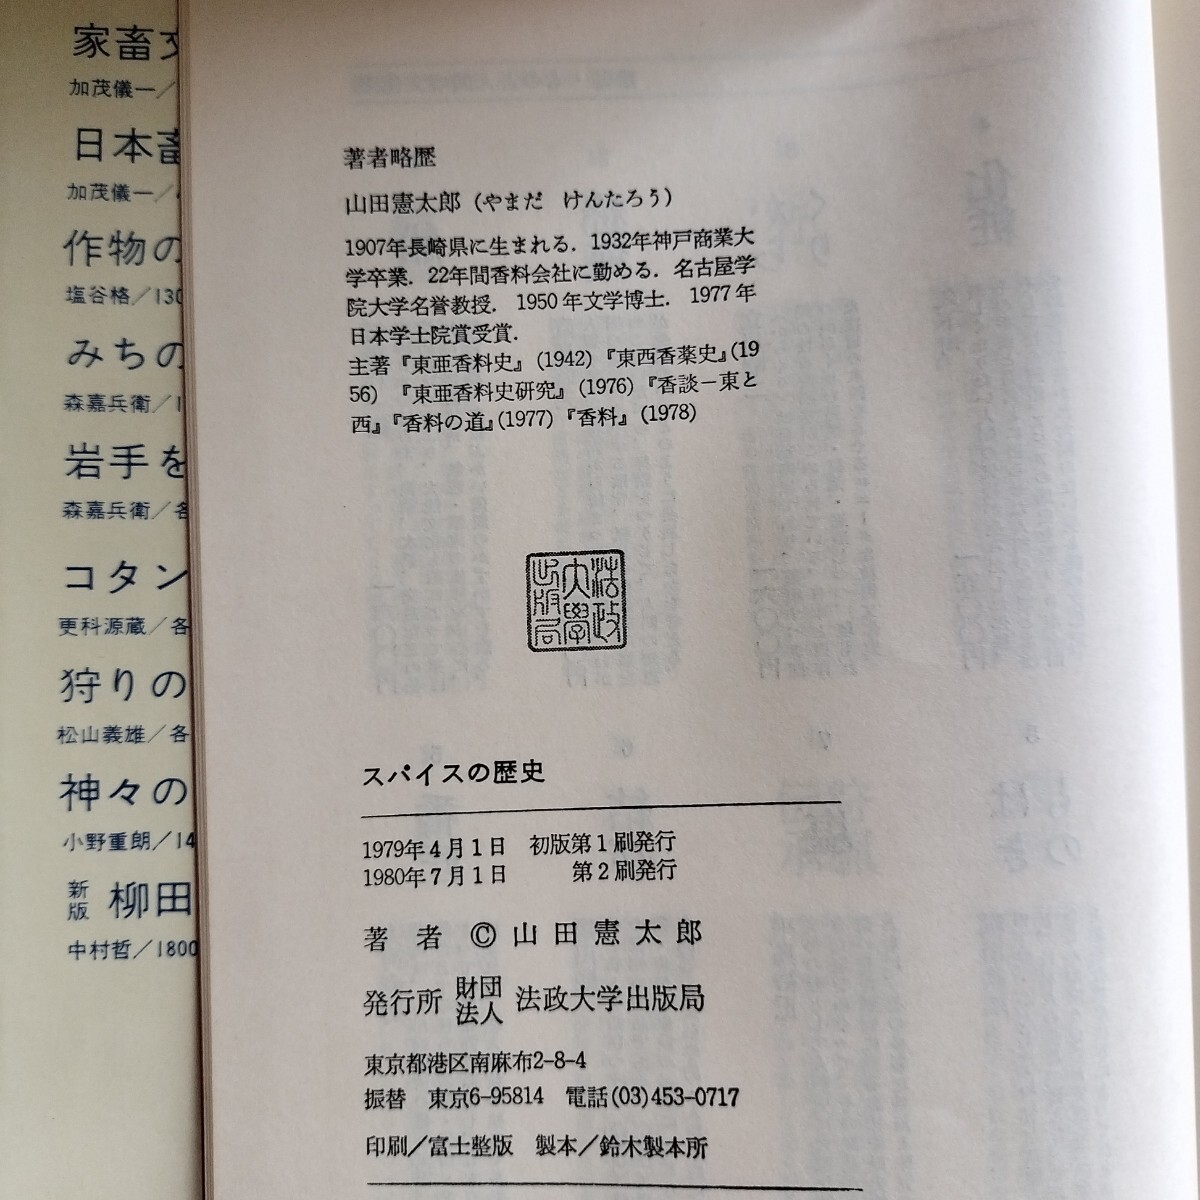 家畜
加茂儀一／
日本畜
加茂儀一／
作物の
塩谷格／130
みちの
森嘉兵衛／1
岩手を
森嘉兵衛／各
コタン
更科源蔵／各
狩りの
松山義雄／各
神々の
小野重朗／14
新版 柳田
中村哲／1800
著者略歴
山田憲太郎（やまだ　けんたろう）
1907年長崎県に生まれる．1932年神戸商業大
学卒業．22年間香料会社に勤める．名古屋学
院大学名誉教授．1950年文学博士．1977年
日本学士院賞受賞．
主著『東亜香料史』(1942)『東西香薬史』(19
56)『東亜香料史研究』(1976)『香談－東と
西』『香料の道』(1977)『香料』(1978)
法政
大學
出版局
スパイスの歴史
1979年4月1日　初版第1刷発行
1980年7月1日　　　第2刷発行
著　者　©　山田憲太郎
発行所　財団法人　法政大学出版局
東京都港区南麻布2-8-4
振替　東京6-95814　電話(03)453-0717
印刷／富士整版　製本／鈴木製本所